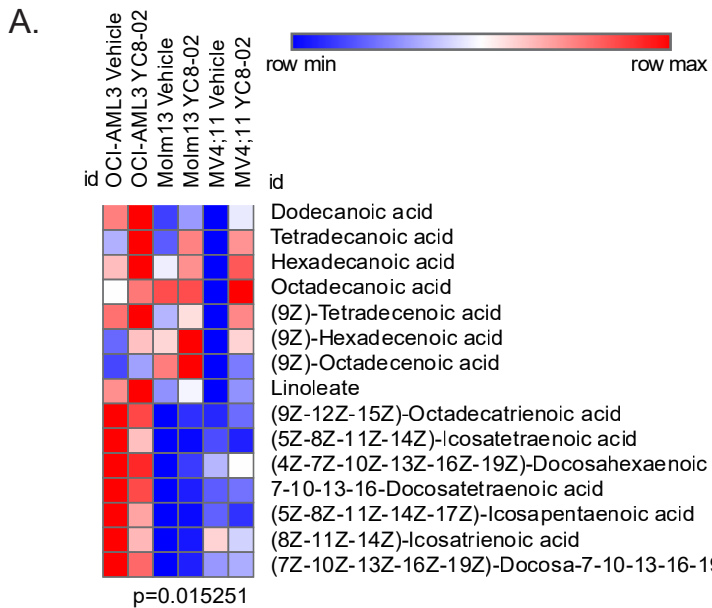 A.
row min
row max
id
OCI-AML3 Vehicle
OCI-AML3 YC8-02
Molm13 Vehicle
Molm13 YC8-02
MV4;11 Vehicle
MV4;11 YC8-02
id
Dodecanoic acid
Tetradecanoic acid
Hexadecanoic acid
Octadecanoic acid
(9Z)-Tetradecenoic acid
(9Z)-Hexadecenoic acid
(9Z)-Octadecenoic acid
Linoleate
(9Z-12Z-15Z)-Octadecatrienoic acid
(5Z-8Z-11Z-14Z)-Icosatetraenoic acid
(4Z-7Z-10Z-13Z-16Z-19Z)-Docosahexaenoic
7-10-13-16-Docosatetraenoic acid
(5Z-8Z-11Z-14Z-17Z)-Icosapentaenoic acid
(8Z-11Z-14Z)-Icosatrienoic acid
(7Z-10Z-13Z-16Z-19Z)-Docosa-7-10-13-16-19
p=0.015251